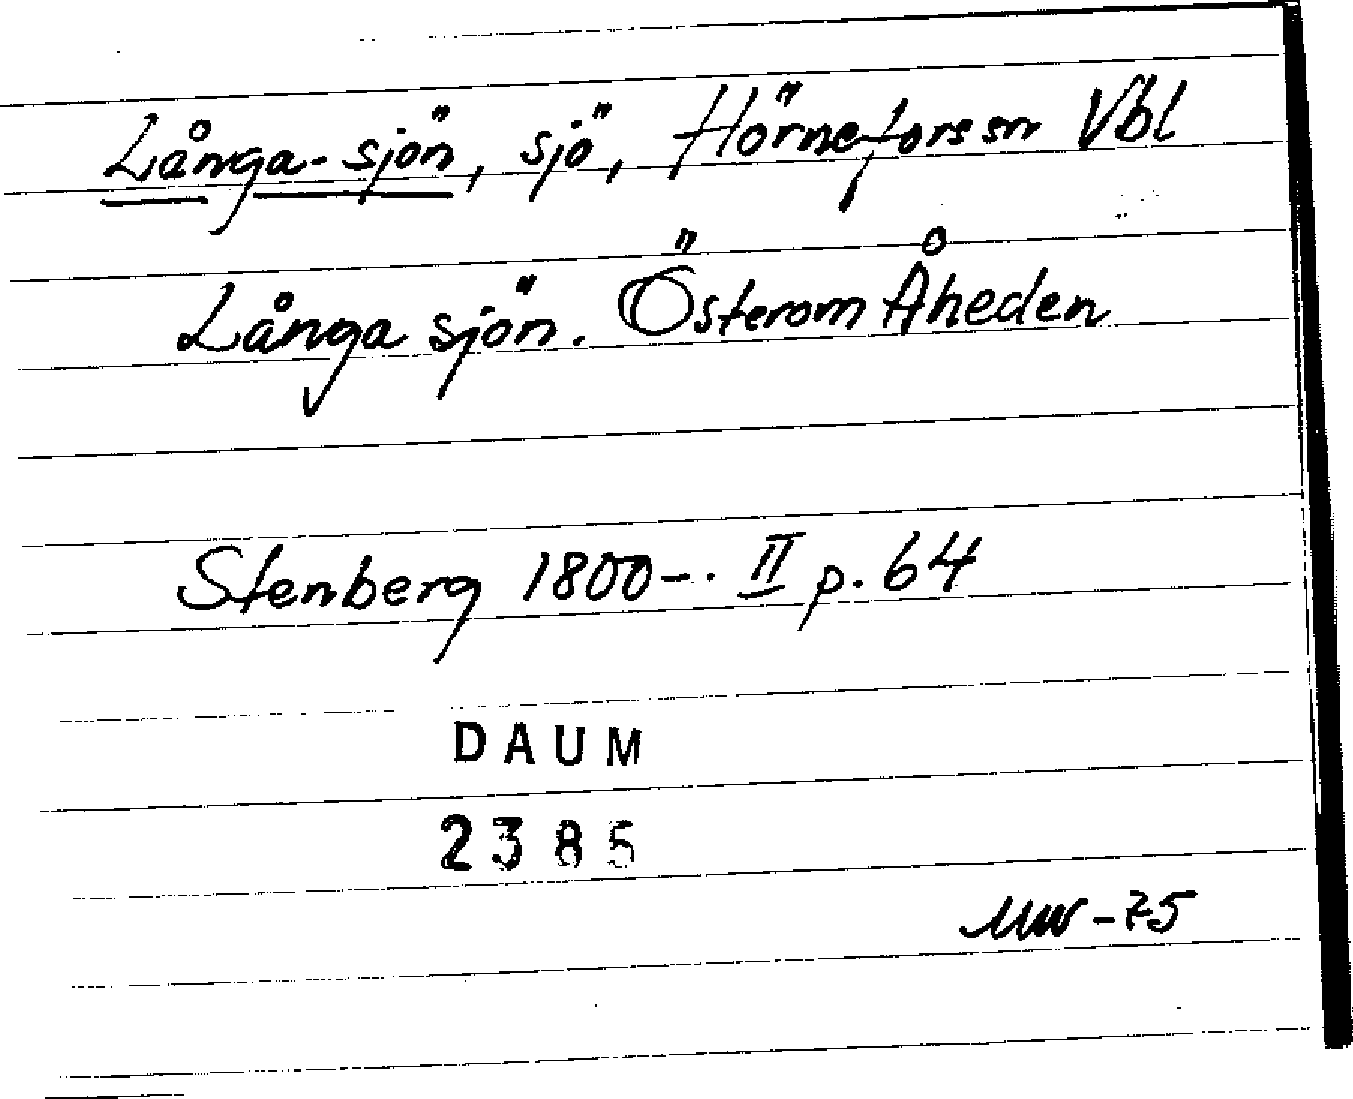 Långa-sjön, sjö, Hörnefors sn Vbl
Långa sjön. Österom Åheden
Stenberg 1800-. II p. 64
DAUM
2385
MW-75